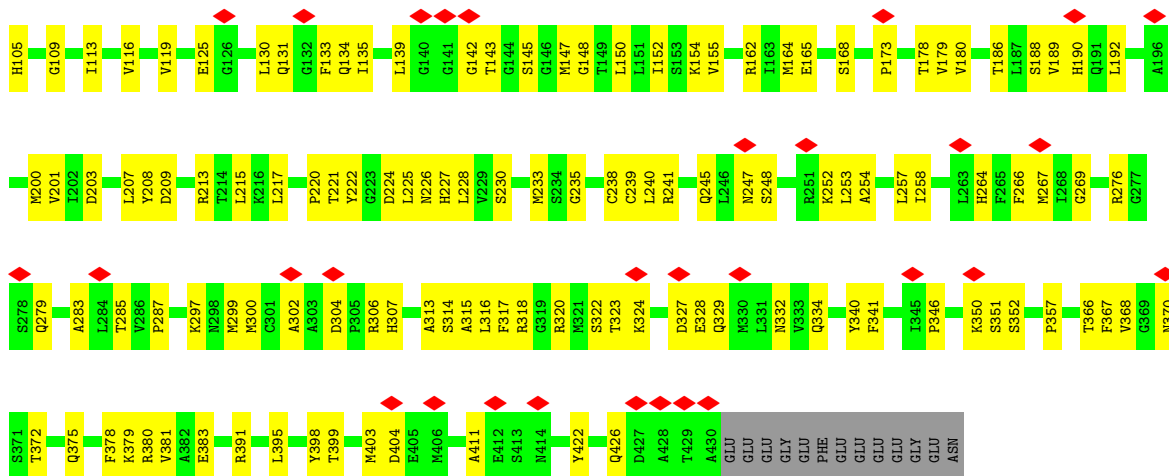 H105 G109 I113 V116 V119 E125 G126 L130 Q131 G132 F133 Q134 I135 L139 G140 G141 G142 T143 G144 S145 G146 M147 G148 T149 L150 L151 I152 S153 K154 V155 R162 I163 M164 E165 S168 P173 T178 V179 V180 T186 L187 S188 V189 H190 Q191 L192 A196
M200 V201 I202 D203 L207 Y208 D209 R213 T214 L215 K216 L217 P220 T221 Y222 G223 D224 L225 N226 H227 L228 V229 S230 M233 S234 G235 C238 C239 L240 R241 Q245 L246 N247 S248 R251 K252 L253 A254 L257 I258 L263 H264 F265 F266 M267 I268 G269 R276 G277
S278 Q279 A283 L284 T285 V286 P287 K297 N298 M299 M300 C301 A302 A303 D304 P305 R306 H307 A313 S314 A315 L316 F317 R318 G319 R320 M321 S322 T323 K324 D327 E328 Q329 M330 L331 N332 V333 Q334 Y340 F341 I345 P346 K350 S351 S352 P357 T366 F367 V368 G369 N370
S371 T372 Q375 F378 K379 R380 V381 A382 E383 R391 L395 Y398 T399 M403 D404 E405 M406 A411 E412 S413 N414 Y422 Q426 D427 A428 T429 A430 GLU GLU GLU GLY GLU PHE GLU GLU GLU GLU GLY GLU ASN